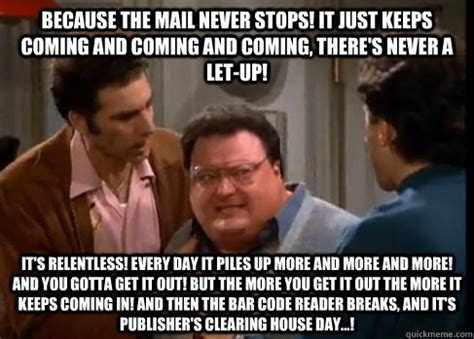 BECAUSE THE MAIL NEVER STOPS! IT JUST KEEPS
COMING AND COMING AND COMING, THERE'S NEVER A
LET-UP!
IT'S RELENTLESS! EVERY DAY IT PILES UP MORE AND MORE AND MORE!
AND YOU GOTTA GET IT OUT! BUT THE MORE YOU GET IT OUT THE MORE IT
KEEPS COMING IN! AND THEN THE BAR CODE READER BREAKS, AND IT'S
PUBLISHER'S CLEARING HOUSE DAY...!
quickmeme.com